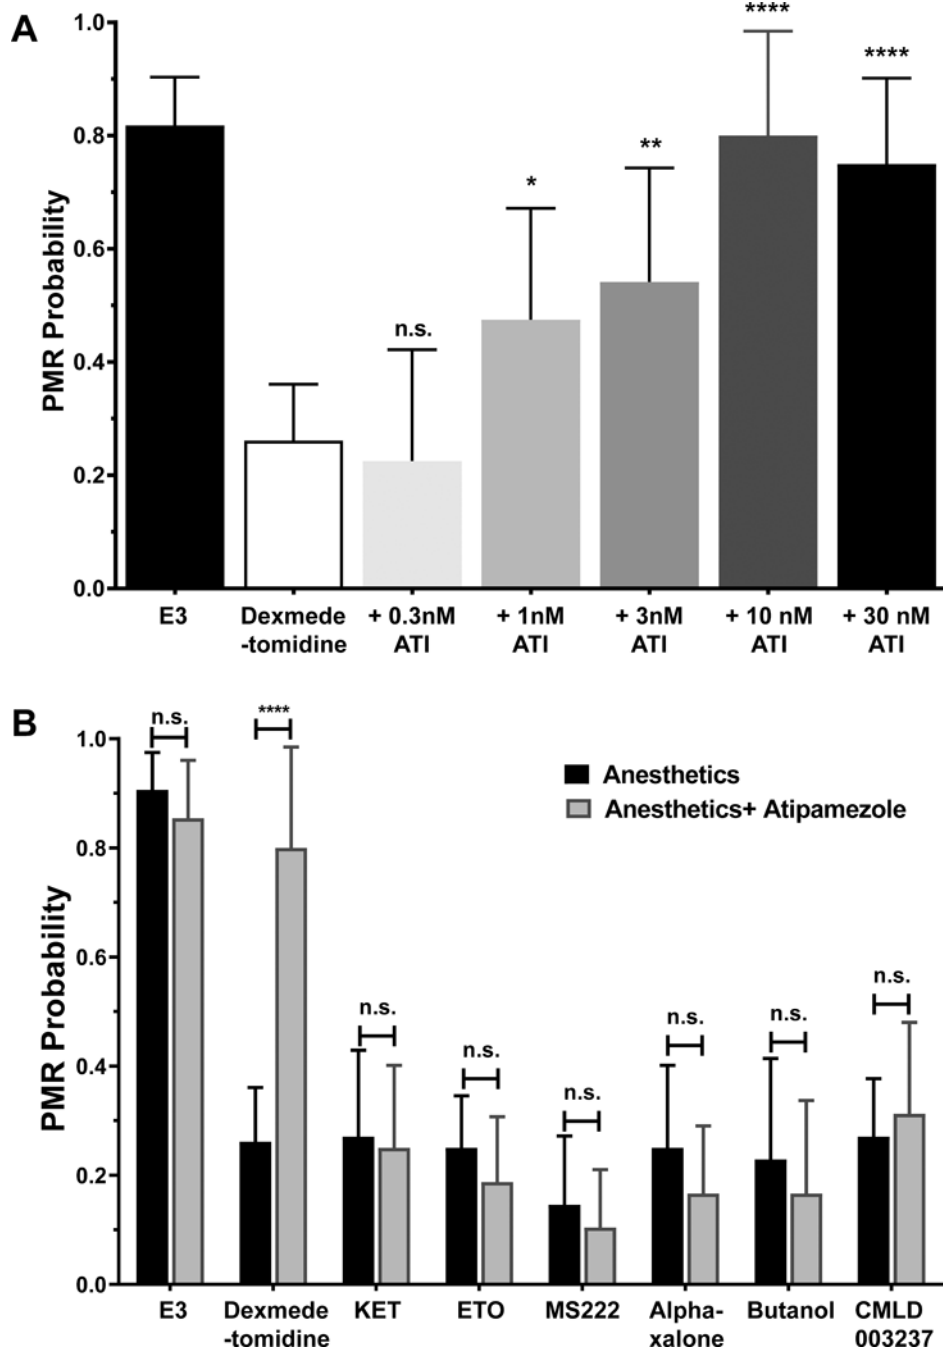 A
PMR Probability
1.0
0.8
0.6
0.4
0.2
0.0
n.s.
*
**
****
****
E3
Dexmede
-tomidine
+ 0.3nM
ATI
+ 1nM
ATI
+ 3nM
ATI
+ 10 nM
ATI
+ 30 nM
ATI
B
PMR Probability
1.0
0.8
0.6
0.4
0.2
0.0
n.s.
****
n.s.
n.s.
n.s.
n.s.
n.s.
n.s.
Anesthetics
Anesthetics+ Atipamezole
E3
Dexmede
-tomidine
KET
ETO
MS222
Alpha-
xalone
Butanol
CMLD
003237